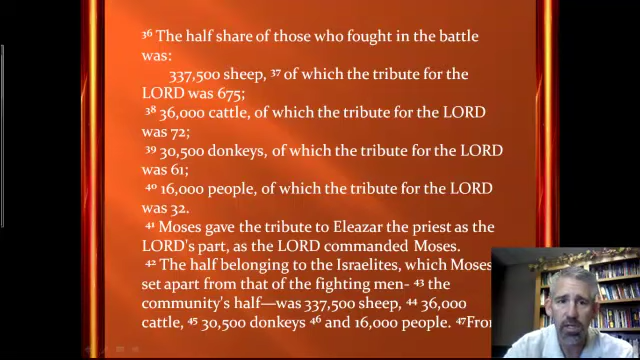 36 The half share of those who fought in the battle
was:
337,500 sheep, 37 of which the tribute for the
LORD was 675;
38 36,000 cattle, of which the tribute for the LORD
was 72;
39 30,500 donkeys, of which the tribute for the LORD
was 61;
40 16,000 people, of which the tribute for the LORD
was 32.
41 Moses gave the tribute to Eleazar the priest as the
LORD's part, as the LORD commanded Moses.
42 The half belonging to the Israelites, which Moses
set apart from that of the fighting men- 43 the
community's half—was 337,500 sheep, 44 36,000
cattle, 45 30,500 donkeys 46 and 16,000 people. 47From